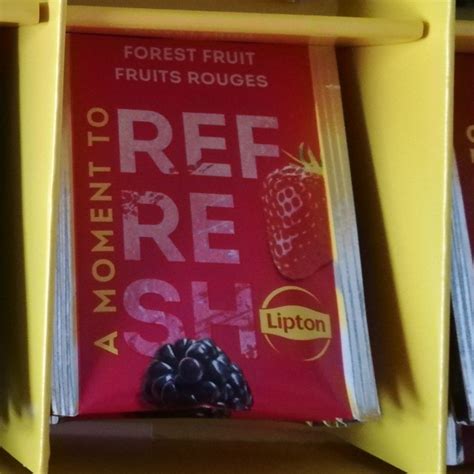 FOREST FRUIT
FRUITS ROUGES
A MOMENT TO
REF
RE
SH
Lipton